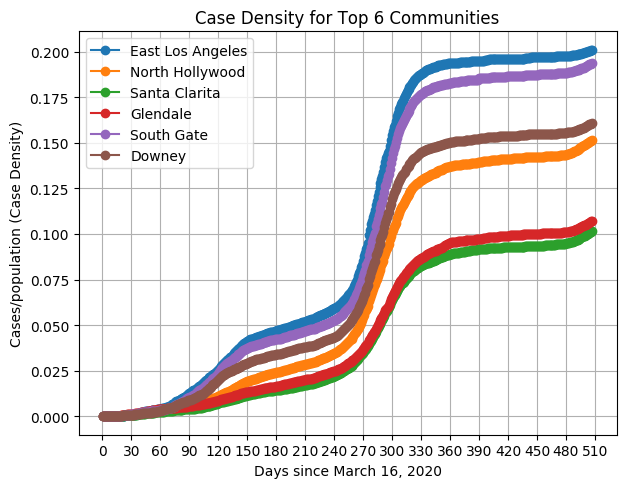 Case Density for Top 6 Communities
Cases/population (Case Density)
0.200
0.175
0.150
0.125
0.100
0.075
0.050
0.025
0.000
East Los Angeles
North Hollywood
Santa Clarita
Glendale
South Gate
Downey
0 30 60 90 120 150 180 210 240 270 300 330 360 390 420 450 480 510
Days since March 16, 2020